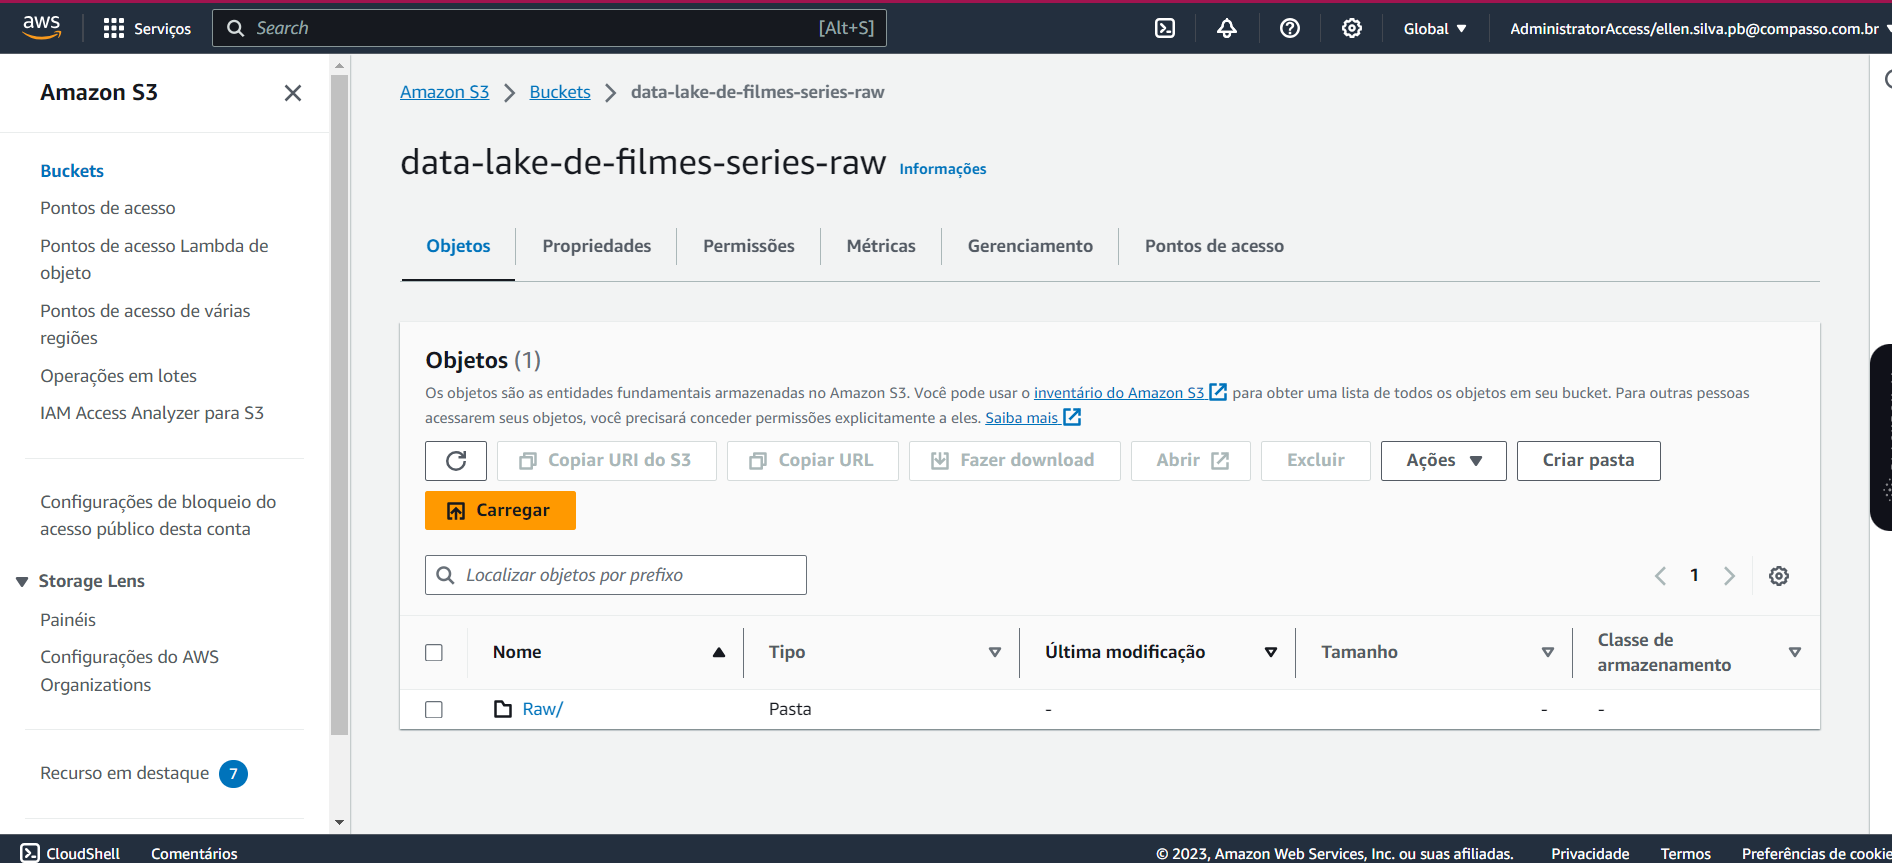 aws Serviços Search [Alt+S] Global AdministratorAccess/ellen.silva.pb@compasso.com.br
Amazon S3
Buckets
Pontos de acesso
Pontos de acesso Lambda de
objeto
Pontos de acesso de várias
regiões
Operações em lotes
IAM Access Analyzer para S3
Configurações de bloqueio do
acesso público desta conta
Storage Lens
Painéis
Configurações do AWS
Organizations
Recurso em destaque 7
Amazon S3 Buckets data-lake-de-filmes-series-raw
data-lake-de-filmes-series-raw Informações
Objetos Propriedades Permissões Métricas Gerenciamento Pontos de acesso
Objetos (1)
Os objetos são as entidades fundamentais armazenadas no Amazon S3. Você pode usar o inventário do Amazon S3 para obter uma lista de todos os objetos em seu bucket. Para outras pessoas
acessarem seus objetos, você precisará conceder permissões explicitamente a eles. Saiba mais
Copiar URI do S3 Copiar URL Fazer download Abrir Excluir Ações Criar pasta
Carregar
Localizar objetos por prefixo 1
Nome Tipo Última modificação Tamanho Classe de
armazenamento
Raw/ Pasta - - -
CloudShell Comentários © 2023, Amazon Web Services, Inc. ou suas afiliadas. Privacidade Termos Preferências de cookie